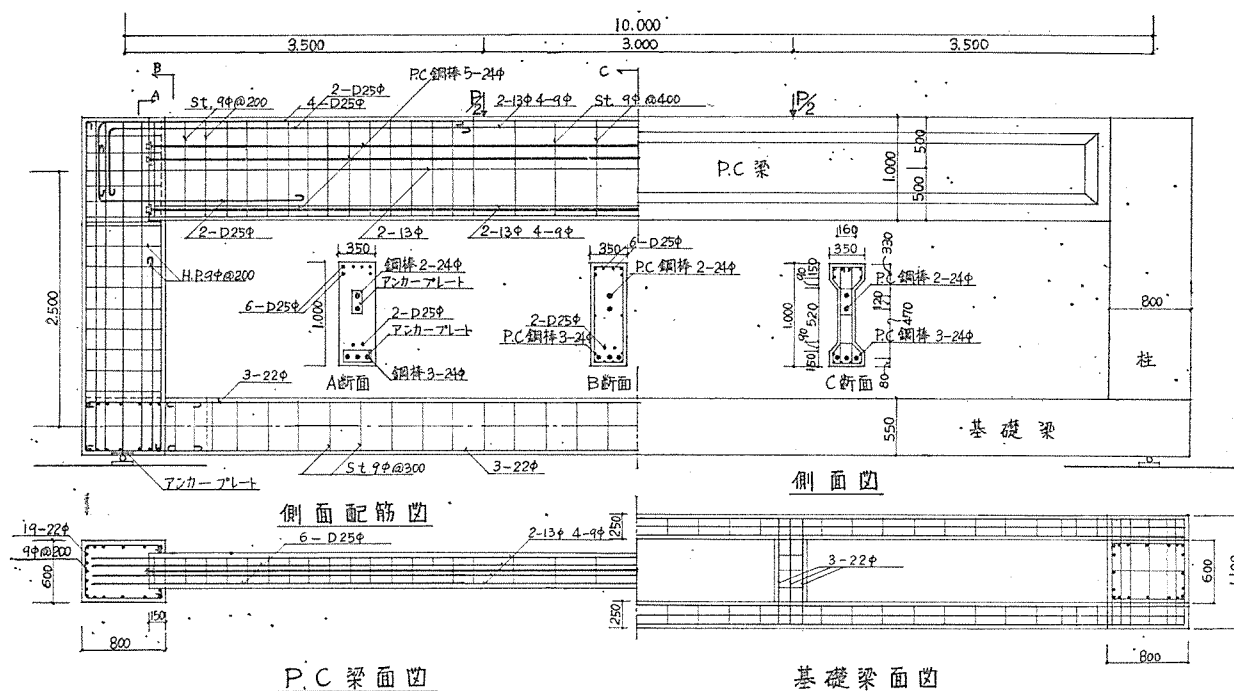 10.000
3.500
3.000
3.500
B
A
C
St. 9φ@200
4-D25φ
2-D25φ
P.C 鋼棒 5-24φ
P/2
2-13φ 4-9φ
St. 9φ@400
P/2
P.C 梁
1.000
500
500
2-D25φ
2-13φ
2-13φ 4-9φ
H.P. 9φ@200
2.500
350
鋼棒 2-24φ
アンカープレート
6-D25φ
1.000
2-D25φ
アンカープレート
鋼棒 3-24φ
A断面
350
6-D25φ
P.C 鋼棒 2-24φ
2-D25φ
P.C 鋼棒 3-24φ
B断面
160
350
330
150
90
P.C 鋼棒 2-24φ
1.000
520
120
470
90
P.C 鋼棒 3-24φ
150
80
C断面
800
柱
3-22φ
550
基礎梁
St. 9φ@300
3-22φ
アンカープレート
側面配筋図
側面図
19-22φ
9φ@200
600
6-D25φ
2-13φ 4-9φ
150
800
250
3-22φ
250
600
1.100
800
P.C 梁面図
基礎梁面図